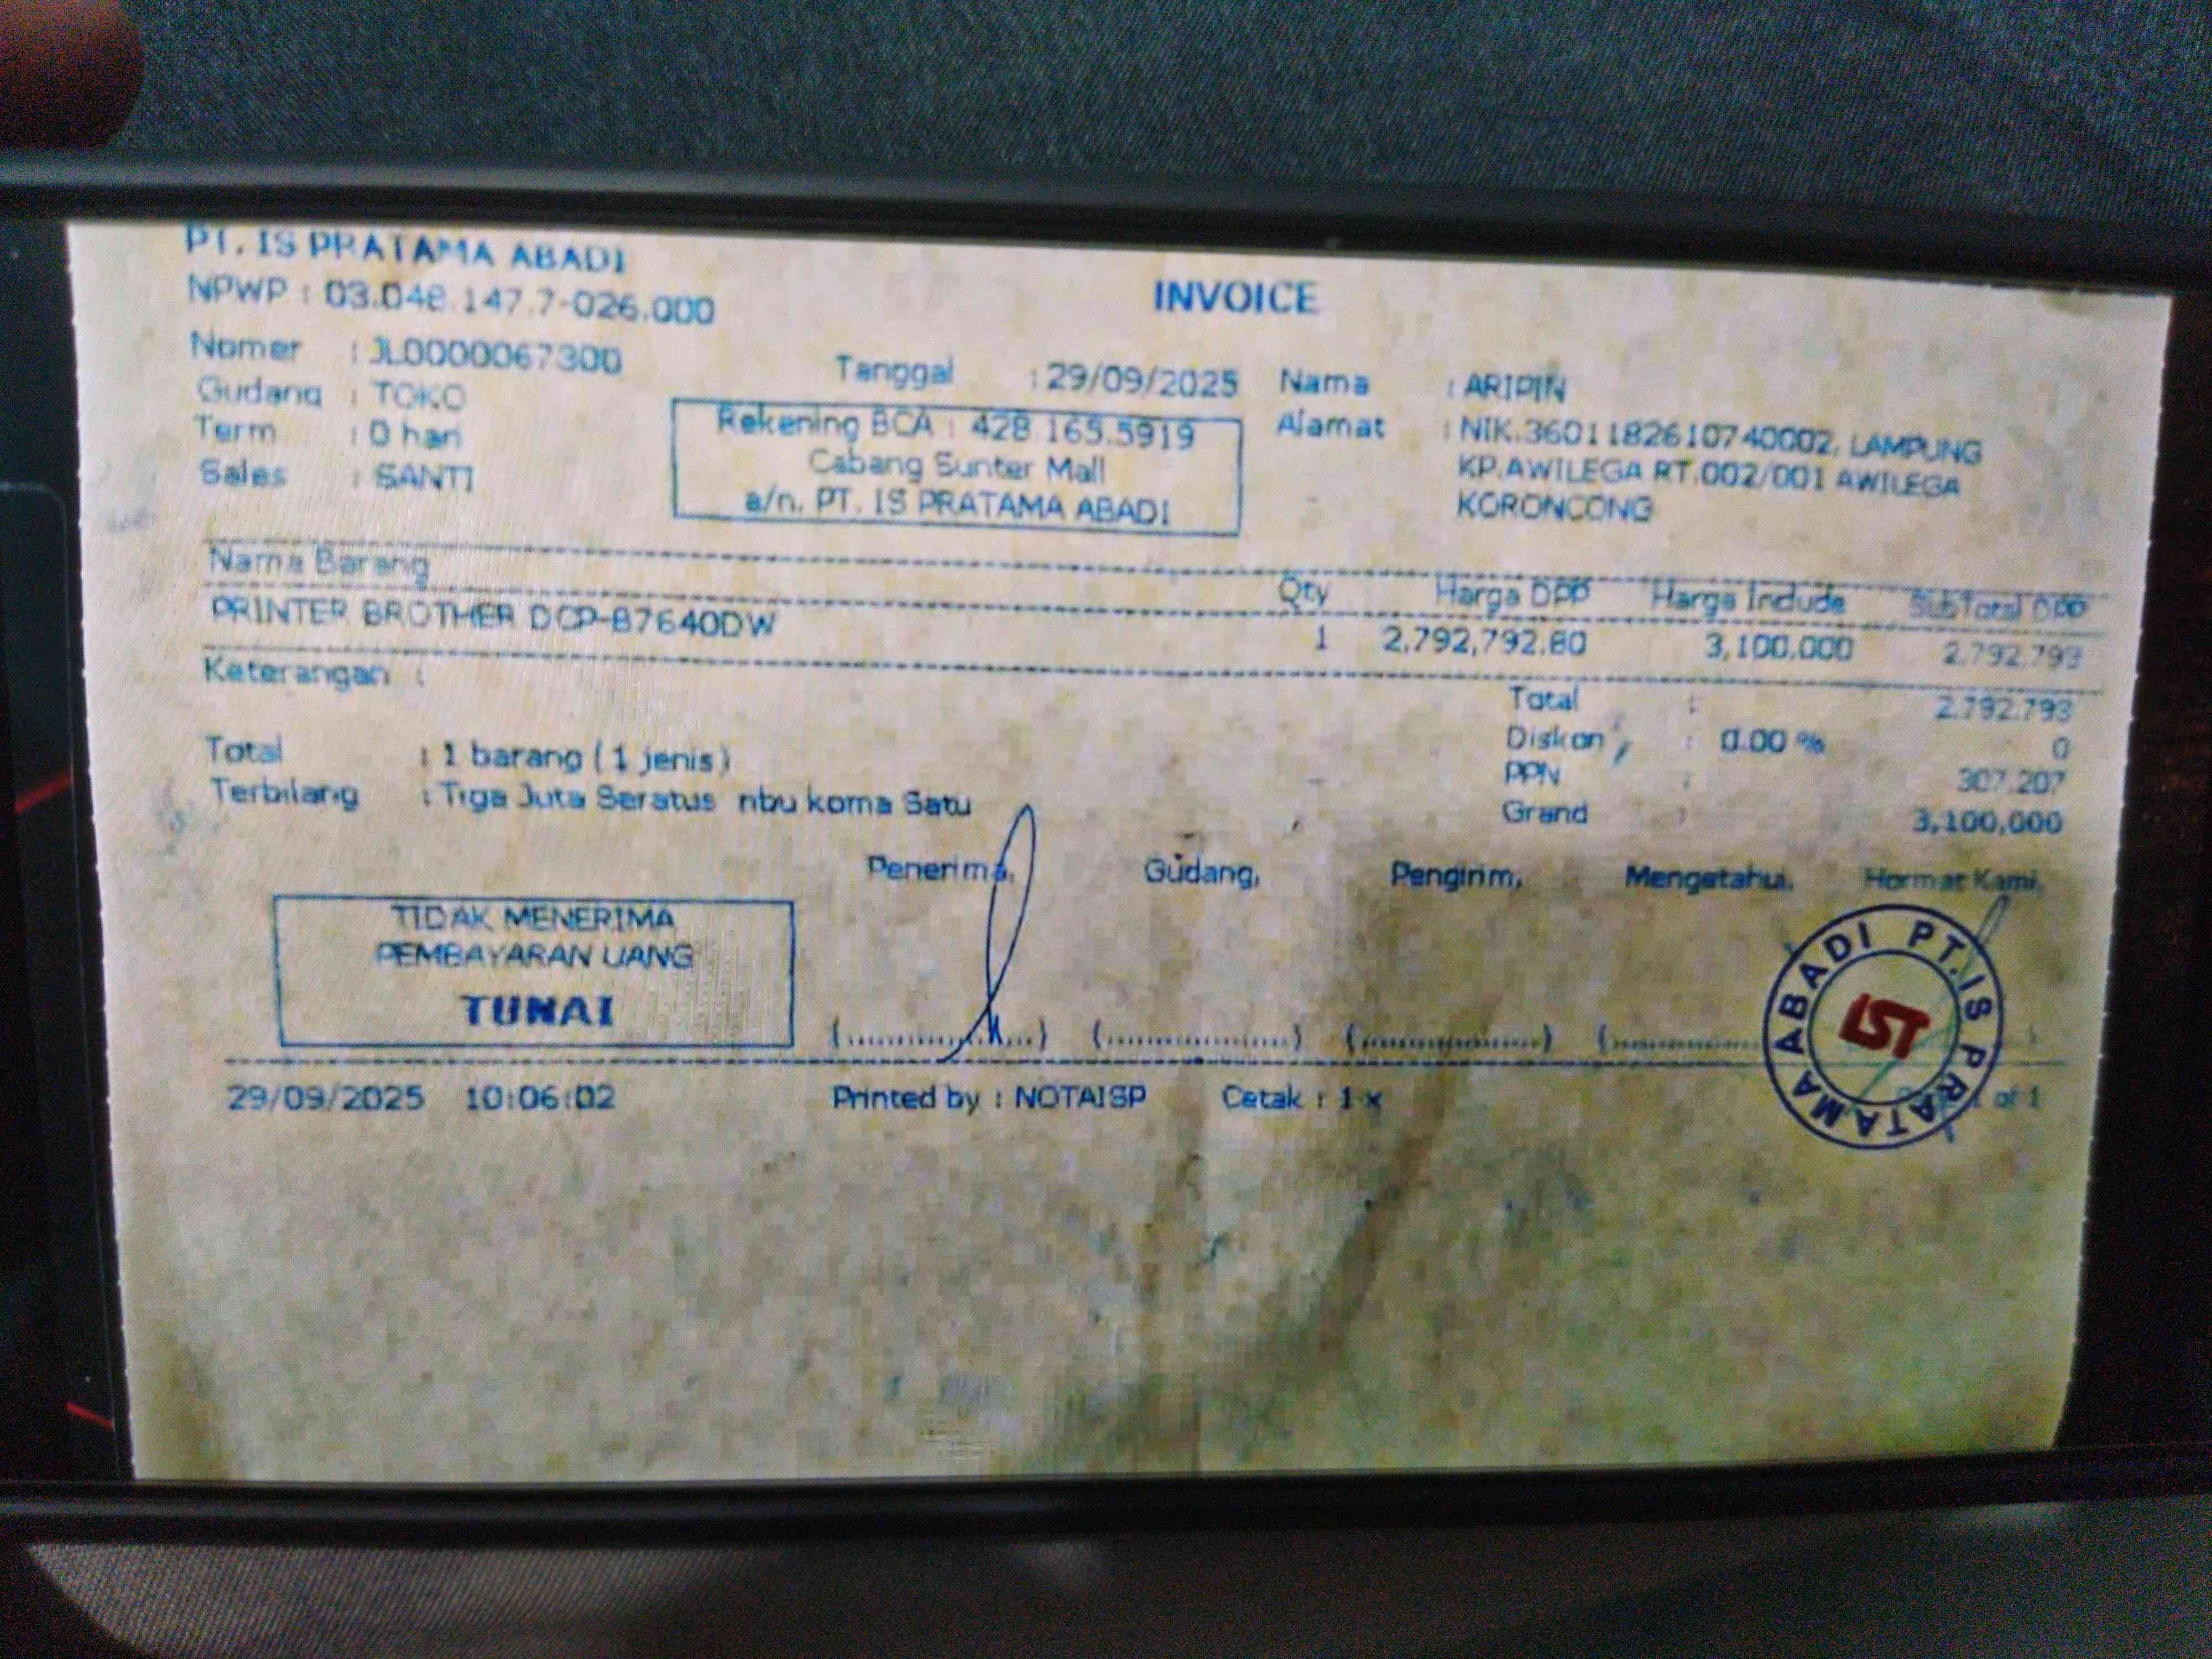 PT. IS PRATAMA ABADI
NPWP : 03.048.147.7-026.000
INVOICE
Nomer : JL0000067300
Gudang : TOKO
Term : 0 hari
Sales : SANTI
Tanggal : 29/09/2025
Rekening BCA : 428.165.5919
Cabang Sunter Mall
a/n. PT. IS PRATAMA ABADI
Nama : ARIPIN
Alamat : NIK.3601182610740002, LAMPUNG
KP.AWILEGA RT.002/001 AWILEGA
KORONCONG
Nama Barang Qty Harga DPP Harga Include SubTotal DPP
PRINTER BROTHER DCP-B7640DW 1 2,792,792.80 3,100,000 2.792.793
Keterangan :
Total : 2.792.793
Diskon , : 0.00 % 0
PPN : 307.207
Grand : 3,100,000
Total : 1 barang ( 1 jenis )
Terbilang : Tiga Juta Seratus ribu koma Satu
Penerima, Gudang, Pengirim, Mengetahui, Hormat Kami,
TIDAK MENERIMA
PEMBAYARAN UANG
TUNAI
(....................) (....................) (....................) (....................
PT. IS PRATAMA ABADI
IST
29/09/2025 10:06:02 Printed by : NOTAISP Cetak : 1 x of 1